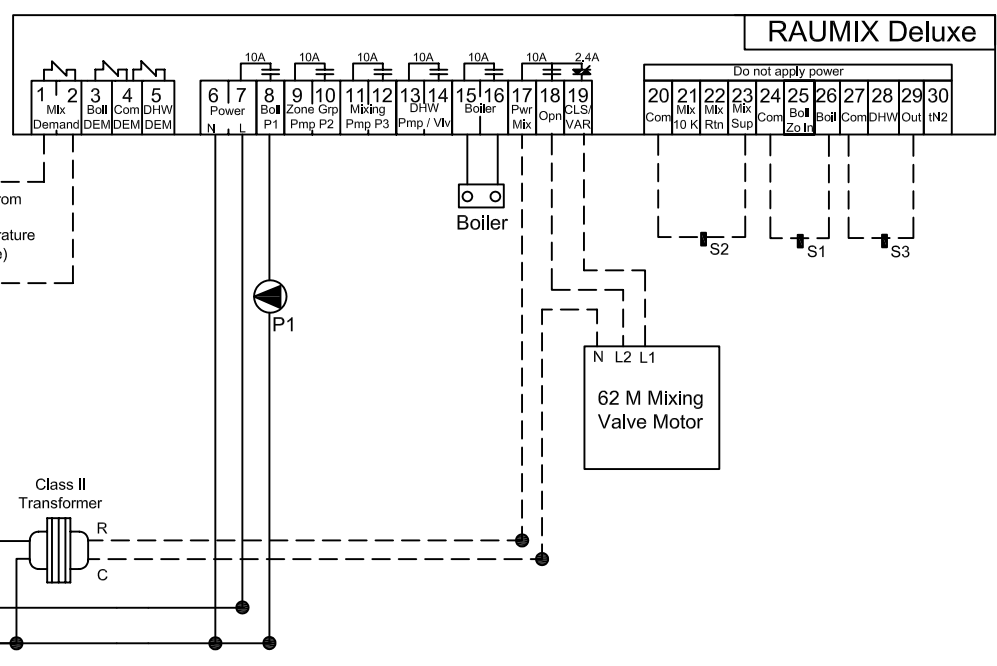 RAUMIX Deluxe
10A 10A 10A 10A 10A 10A 2.4A
Do not apply power
1 2 3 4 5
Mix Demand
Boil DEM
Com DEM
DHW DEM
6 7 8 9 10 11 12 13 14 15 16 17 18 19
Power
N L
Boil P1
Zone Grp
Pmp P2
Mixing
Pmp P3
DHW
Pmp / Vlv
Boiler
Pwr Mix
Opn
CLS/ VAR
20 21 22 23 24 25 26 27 28 29 30
Com
Mix 10 K
Mix Rtn
Mix Sup
Com
Boil Zo In
Boil
Com
DHW
Out
tN2
rom
rature
e)
Boiler
S2
S1
S3
P1
N L2 L1
62 M Mixing
Valve Motor
Class II
Transformer
R
C